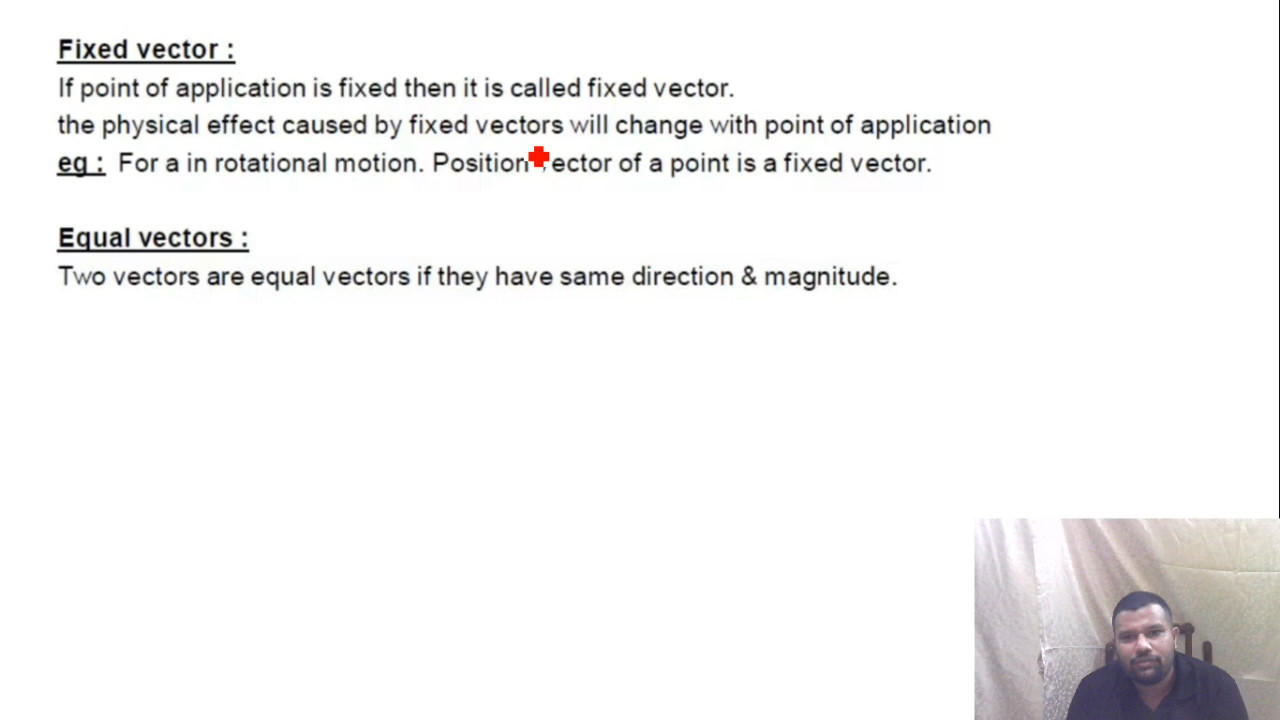 Fixed vector :
If point of application is fixed then it is called fixed vector.
the physical effect caused by fixed vectors will change with point of application
eg : For a in rotational motion. Position vector of a point is a fixed vector.
Equal vectors :
Two vectors are equal vectors if they have same direction & magnitude.